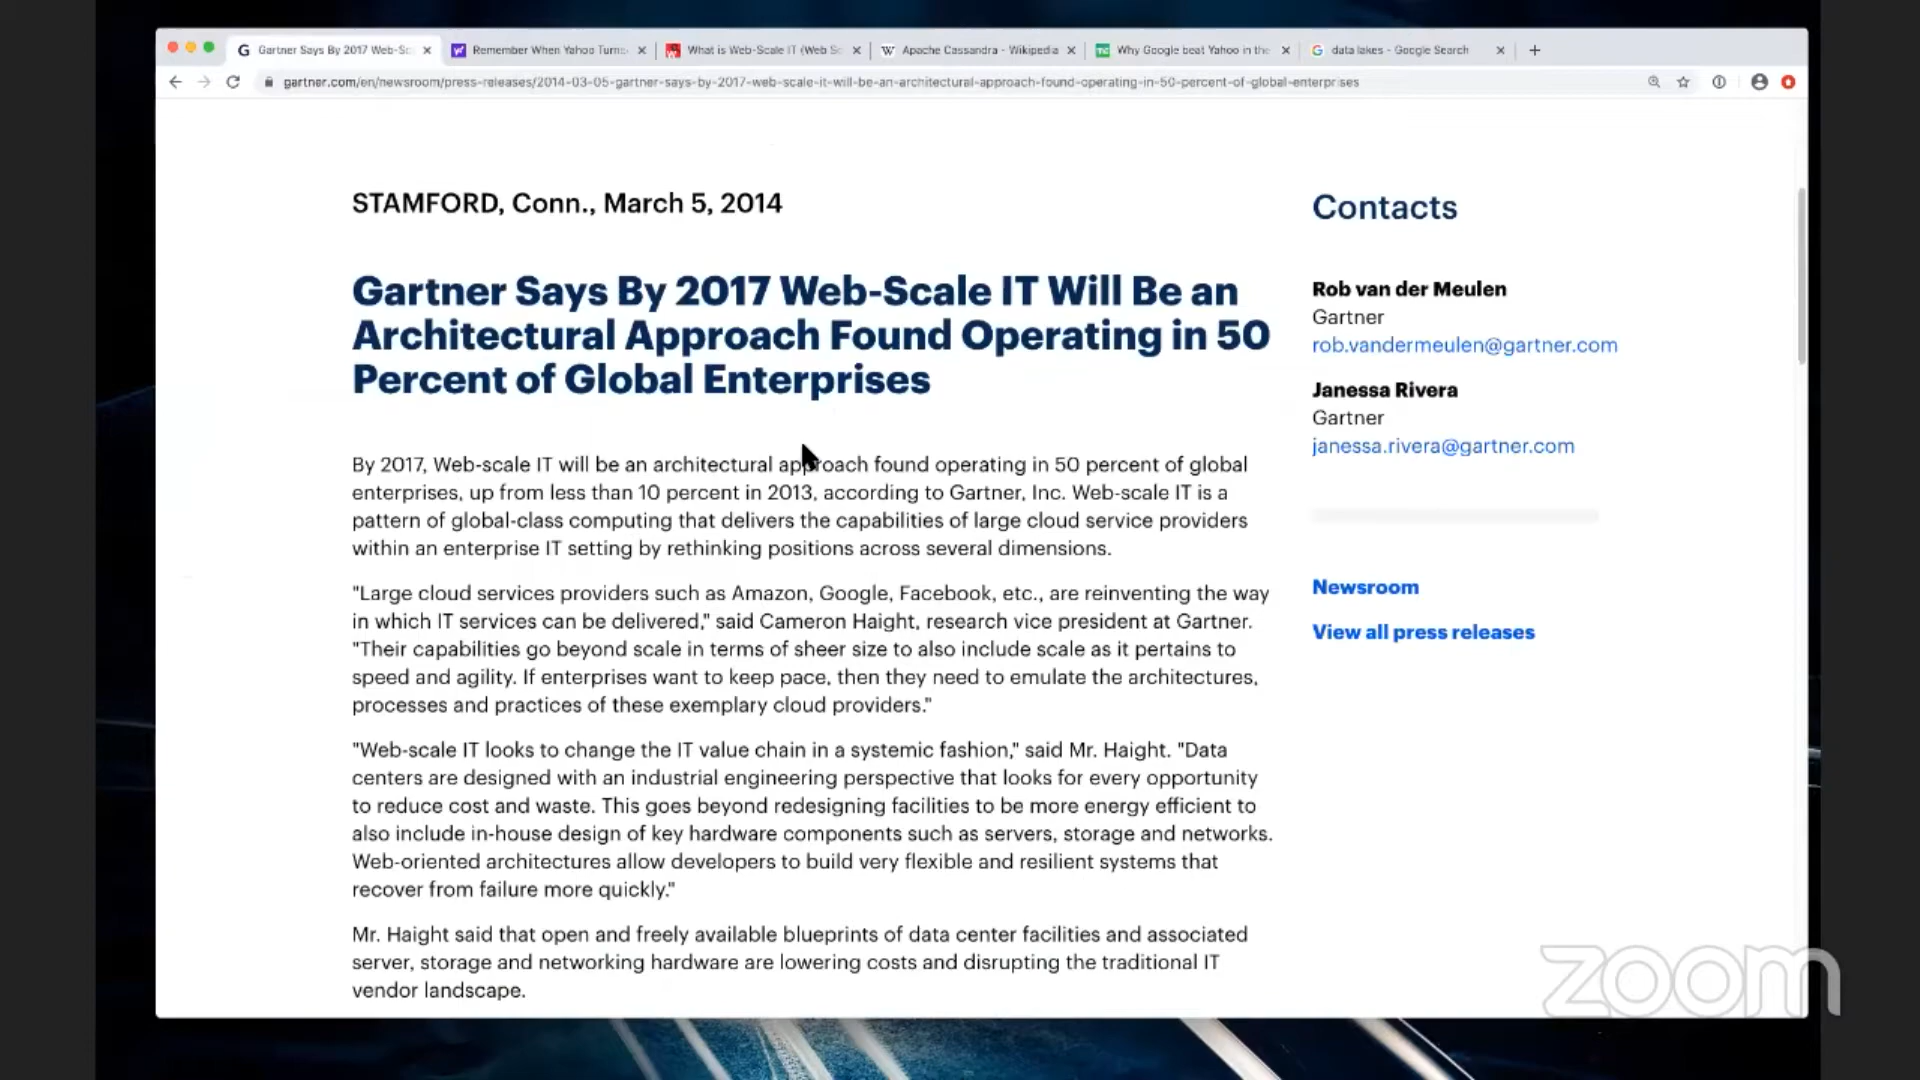 Gartner Says By 2017 Web-Sc
Remember When Yahoo Turn
What is Web-Scale IT (Web Sc
Apache Cassandra - Wikipedia
Why Google beat Yahoo in the
data lakes - Google Search
gartner.com/en/newsroom/press-releases/2014-03-05-gartner-says-by-2017-web-scale-it-will-be-an-architectural-approach-found-operating-in-50-percent-of-global-enterprises
STAMFORD, Conn., March 5, 2014
Gartner Says By 2017 Web-Scale IT Will Be an
Architectural Approach Found Operating in 50
Percent of Global Enterprises
By 2017, Web-scale IT will be an architectural approach found operating in 50 percent of global
enterprises, up from less than 10 percent in 2013, according to Gartner, Inc. Web-scale IT is a
pattern of global-class computing that delivers the capabilities of large cloud service providers
within an enterprise IT setting by rethinking positions across several dimensions.
"Large cloud services providers such as Amazon, Google, Facebook, etc., are reinventing the way
in which IT services can be delivered," said Cameron Haight, research vice president at Gartner.
"Their capabilities go beyond scale in terms of sheer size to also include scale as it pertains to
speed and agility. If enterprises want to keep pace, then they need to emulate the architectures,
processes and practices of these exemplary cloud providers."
"Web-scale IT looks to change the IT value chain in a systemic fashion," said Mr. Haight. "Data
centers are designed with an industrial engineering perspective that looks for every opportunity
to reduce cost and waste. This goes beyond redesigning facilities to be more energy efficient to
also include in-house design of key hardware components such as servers, storage and networks.
Web-oriented architectures allow developers to build very flexible and resilient systems that
recover from failure more quickly."
Mr. Haight said that open and freely available blueprints of data center facilities and associated
server, storage and networking hardware are lowering costs and disrupting the traditional IT
vendor landscape.
Contacts
Rob van der Meulen
Gartner
rob.vandermeulen@gartner.com
Janessa Rivera
Gartner
janessa.rivera@gartner.com
Newsroom
View all press releases
zoom